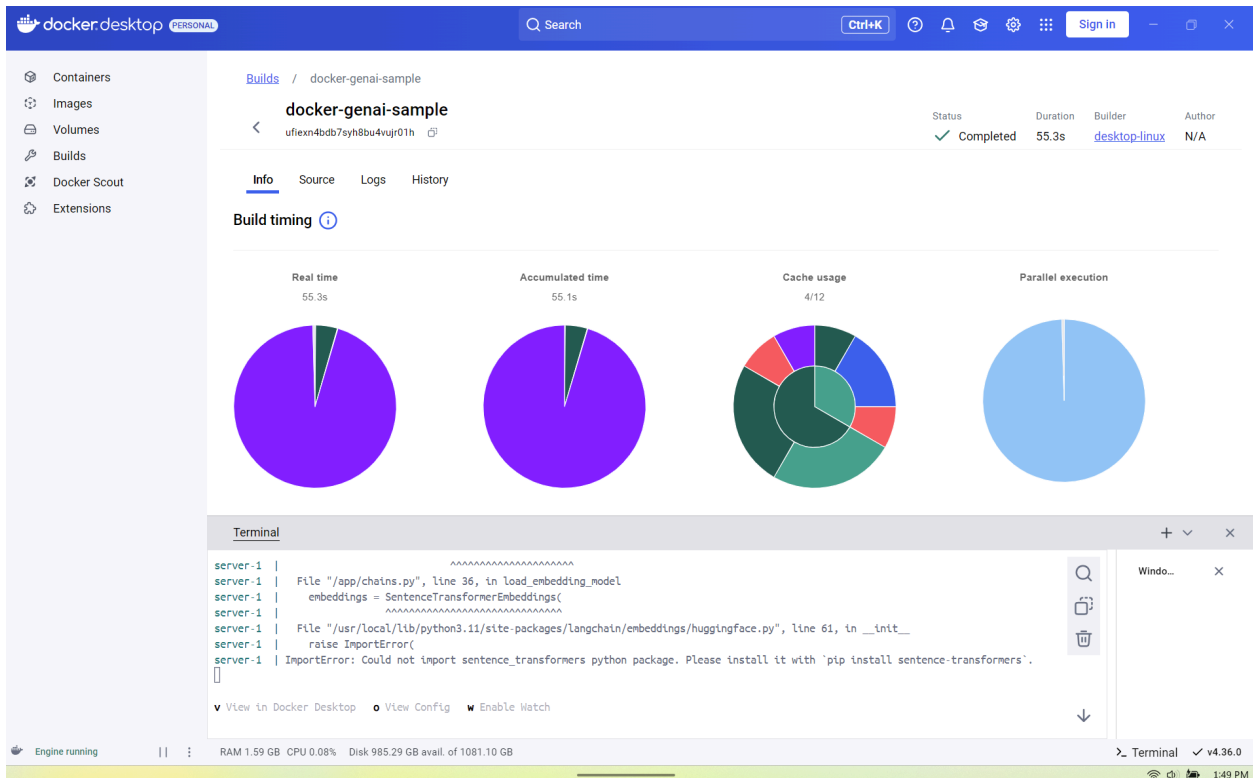 docker.desktop PERSONAL
Search
Ctrl+K
Sign in
Containers
Images
Volumes
Builds
Docker Scout
Extensions
Builds / docker-genai-sample
docker-genai-sample
ufiexn4bdb7syh8bu4vujr01h
Status
Completed
Duration
55.3s
Builder
desktop-linux
Author
N/A
Info Source Logs History
Build timing
Real time
55.3s
Accumulated time
55.1s
Cache usage
4/12
Parallel execution
Terminal
server-1 | ^^^^^^^^^^^^^^^^^^^^^
server-1 | File "/app/chains.py", line 36, in load_embedding_model
server-1 | embeddings = SentenceTransformerEmbeddings(
server-1 | ^^^^^^^^^^^^^^^^^^^^^^^^^^^^^^
server-1 | File "/usr/local/lib/python3.11/site-packages/langchain/embeddings/huggingface.py", line 61, in __init__
server-1 | raise ImportError(
server-1 | ImportError: Could not import sentence_transformers python package. Please install it with `pip install sentence-transformers`.
v View in Docker Desktop o View Config w Enable Watch
Windo...
Engine running
RAM 1.59 GB CPU 0.08% Disk 985.29 GB avail. of 1081.10 GB
>_ Terminal v4.36.0
1:49 PM